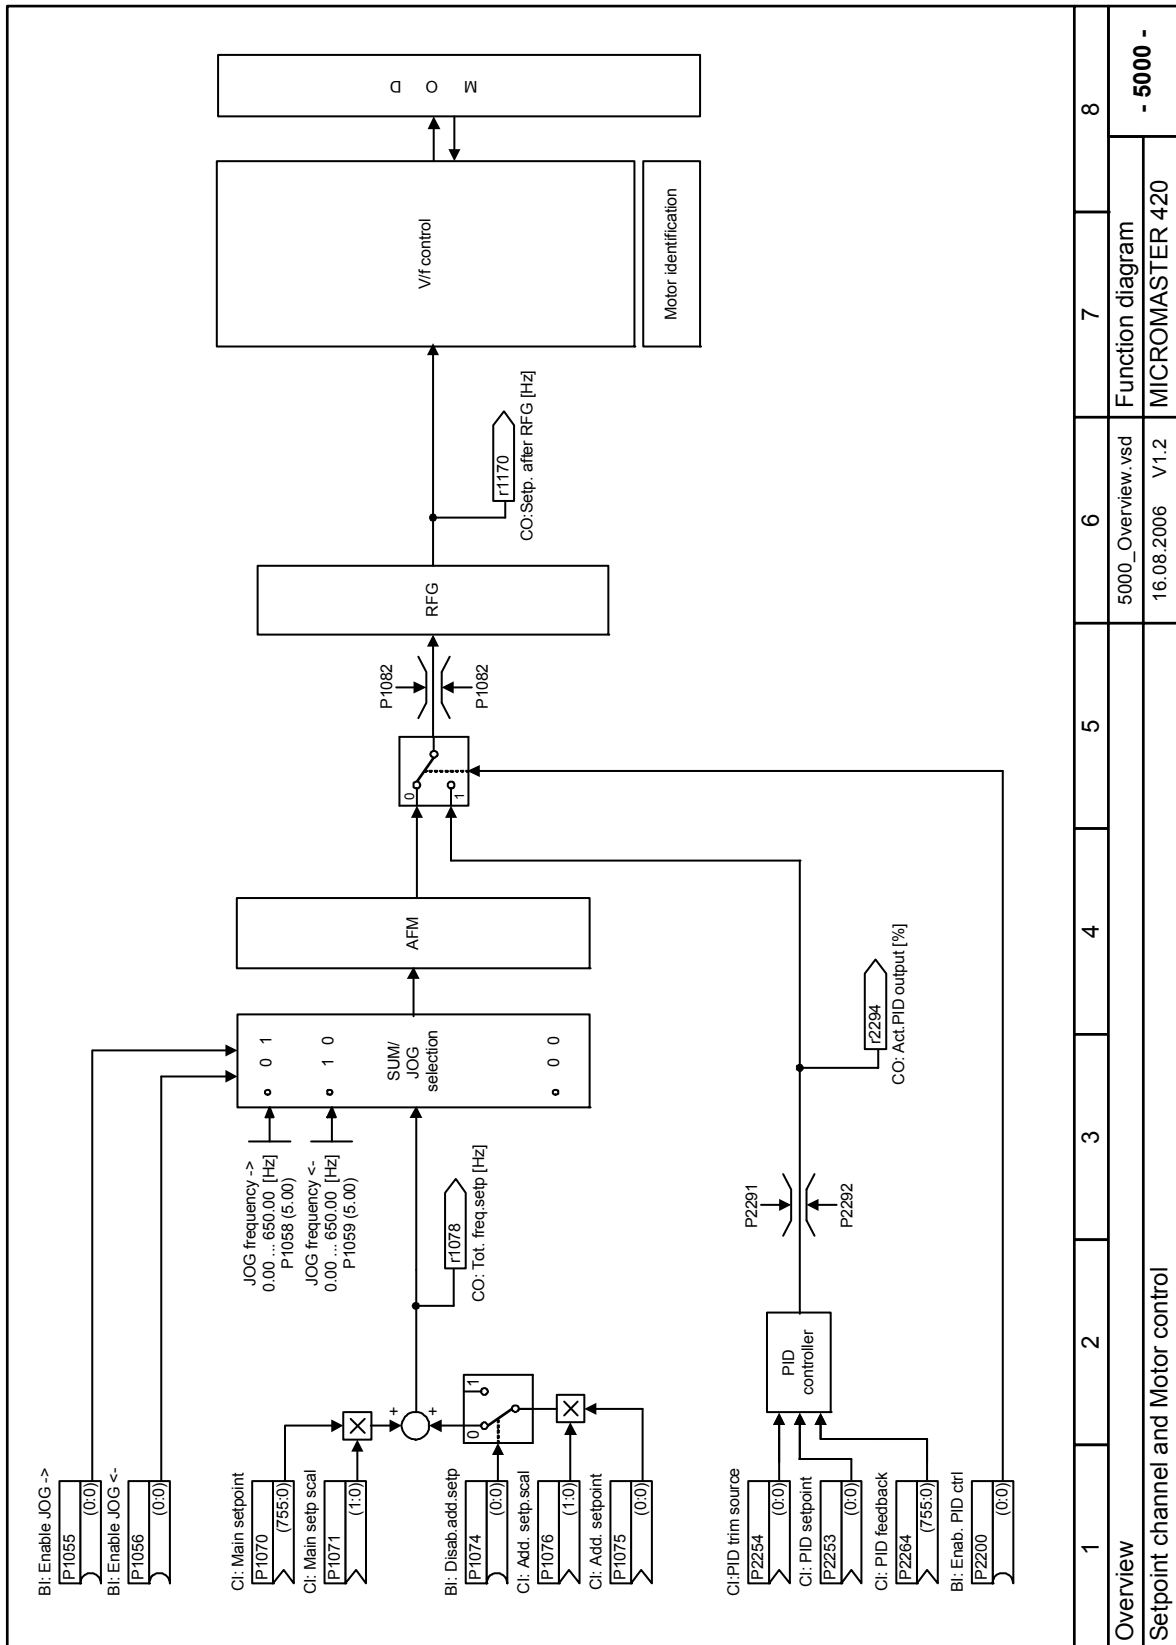 BI: Enable JOG ->
P1055
(0:0)
BI: Enable JOG <-
P1056
(0:0)
CI: Main setpoint
P1070
(755:0)
CI: Main setp scal
P1071
(1:0)
BI: Disab.add.setp
P1074
(0:0)
CI: Add. setp.scal
P1076
(1:0)
CI: Add. setpoint
P1075
(0:0)
CI:PID trim source
P2254
(0:0)
CI: PID setpoint
P2253
(0:0)
CI: PID feedback
P2264
(755:0)
BI: Enab. PID ctrl
P2200
(0:0)
+
+
0
1
PID
controller
JOG frequency ->
0.00 ... 650.00 [Hz]
P1058 (5.00)
JOG frequency <-
0.00 ... 650.00 [Hz]
P1059 (5.00)
r1078
CO: Tot. freq.setp [Hz]
P2291
P2292
0 1
1 0
SUM/
JOG
selection
0 0
r2294
CO: Act.PID output [%]
AFM
0
1
P1082
P1082
RFG
r1170
CO:Setp. after RFG [Hz]
V/f control
Motor identification
M O D
1
2
3
4
5
6
7
8
Overview
5000_Overview.vsd
Function diagram
- 5000 -
Setpoint channel and Motor control
16.08.2006 V1.2
MICROMASTER 420